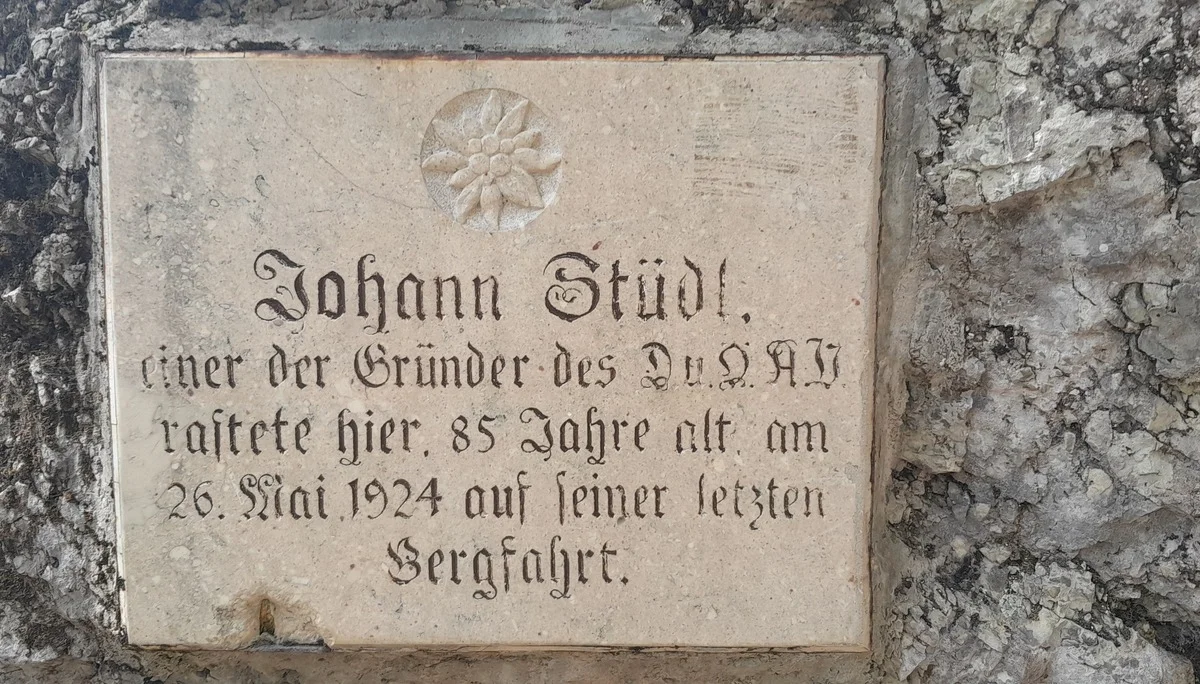 Johann Stüdl,
einer der Gründer des D.u.Ö.A.V.
raſtete hier, 85 Jahre alt, am
26. Mai 1924 auf ſeiner letzten
Bergfahrt.